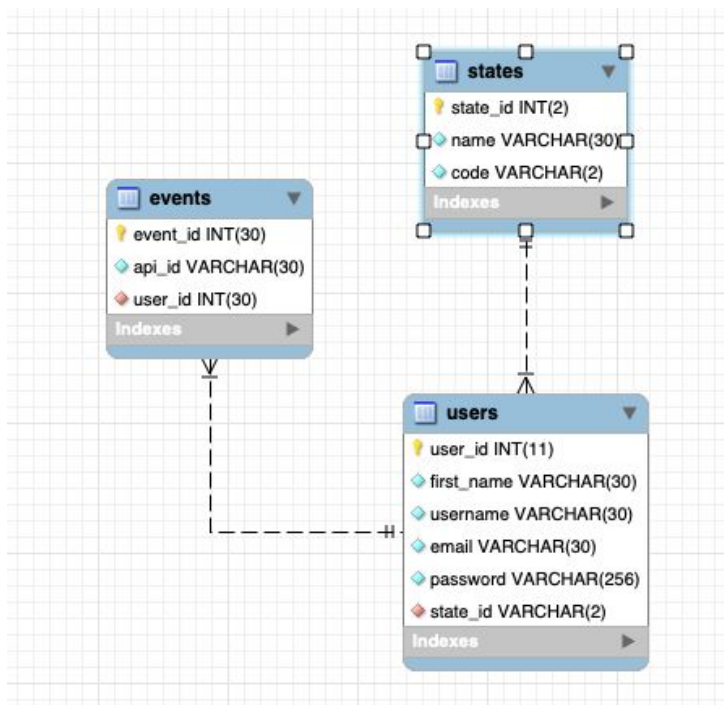 states
state_id INT(2)
name VARCHAR(30)
code VARCHAR(2)
Indexes
events
event_id INT(30)
api_id VARCHAR(30)
user_id INT(30)
Indexes
users
user_id INT(11)
first_name VARCHAR(30)
username VARCHAR(30)
email VARCHAR(30)
password VARCHAR(256)
state_id VARCHAR(2)
Indexes